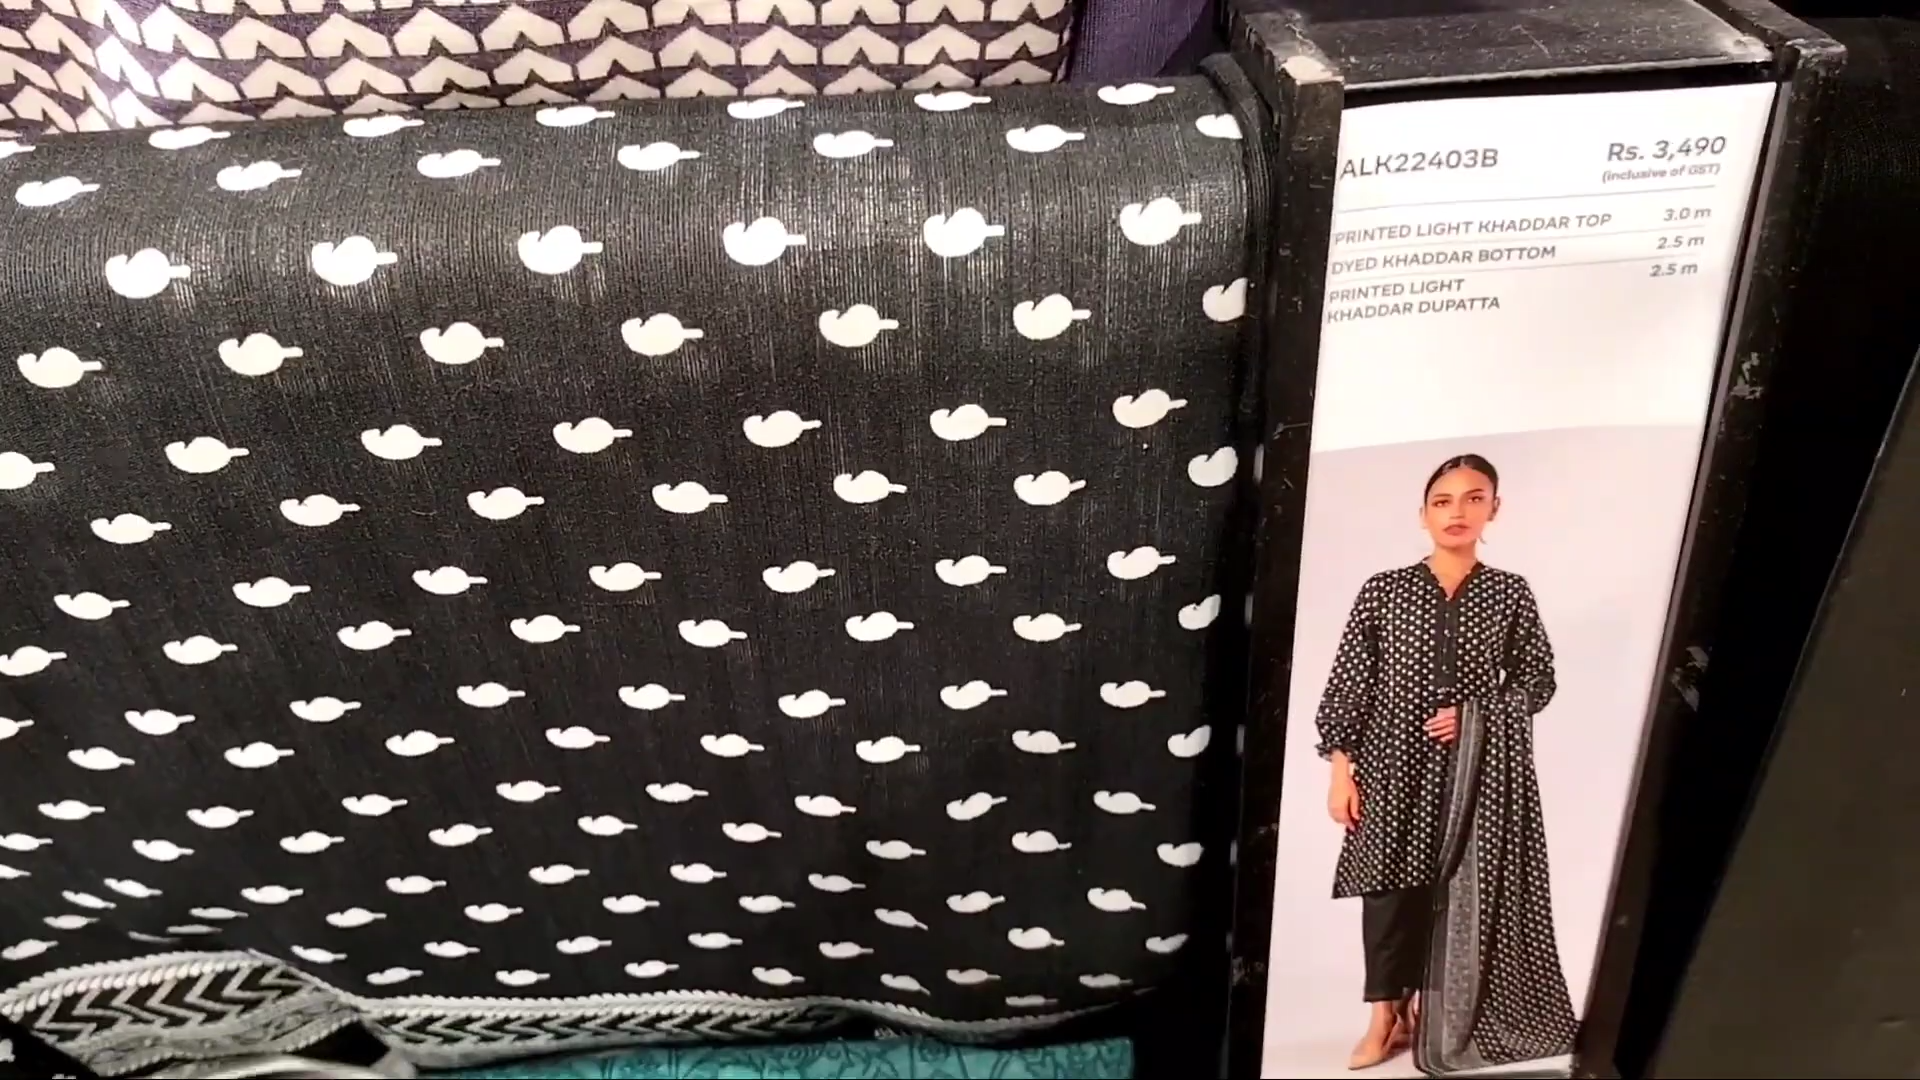 ALK22403B Rs. 3,490
(inclusive of GST)
PRINTED LIGHT KHADDAR TOP 3.0 m
DYED KHADDAR BOTTOM 2.5 m
PRINTED LIGHT 2.5 m
KHADDAR DUPATTA